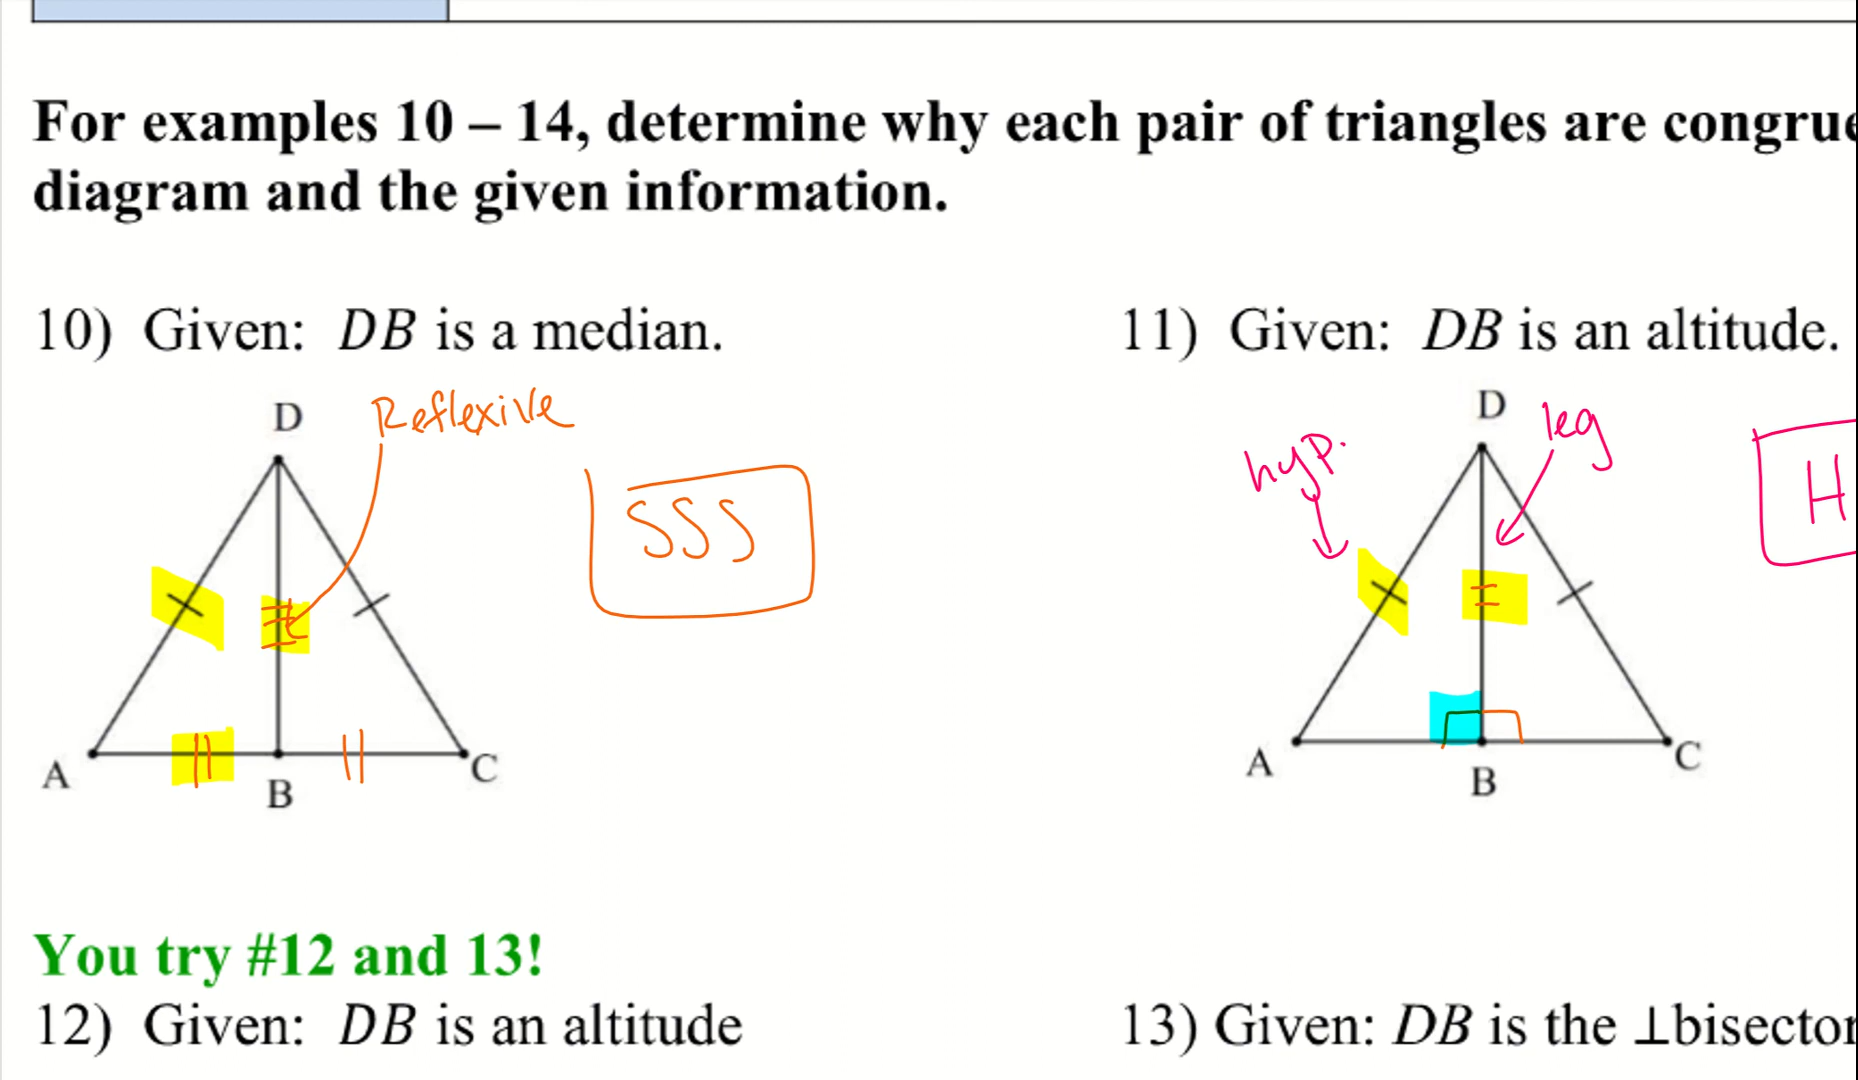 For examples 10 – 14, determine why each pair of triangles are
diagram and the given information.
10) Given: DB is a median.
11) Given: DB is an altitude.
D
Reflexive
SSS
A
B
C
D
hyp.
leg
H
A
B
C
You try #12 and 13!
12) Given: DB is an altitude
13) Given: DB is the ⊥bisector